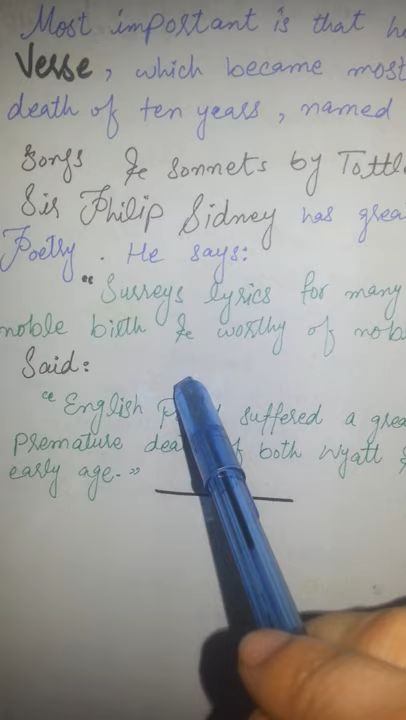 Most important is that he
Verse, which became most
death of ten years, named
Songs & sonnets by Tottle
Sir Philip Sidney has grea
Poetry. He says:
"Surreys lyrics for many
noble birth & worthy of nob
Said:
"English P suffered a grea
Premature dea f both Wyatt &
early age."